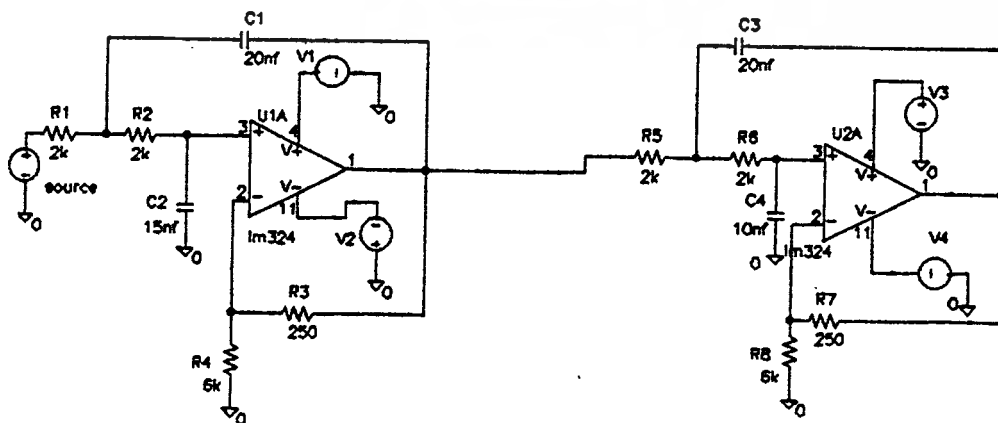 C1
20nf
V1
R1
2k
R2
2k
source
0
C2
15nf
0
U1A
3
+
4
V+
1
2
-
V-
11
lm324
V2
0
0
R3
250
R4
0
C3
20nf
V3
R5
2k
R6
2k
C4
10nf
0
U2A
3
+
4
V+
1
2
-
V-
11
lm324
0
V4
0
R7
250
R8
0